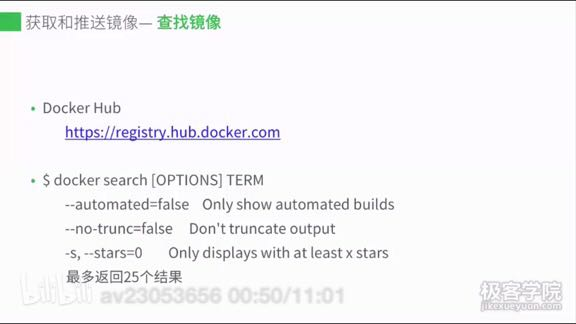 获取和推送镜像— 查找镜像
• Docker Hub
https://registry.hub.docker.com
• $ docker search [OPTIONS] TERM
--automated=false Only show automated builds
--no-trunc=false Don't truncate output
-s, --stars=0 Only displays with at least x stars
最多返回25个结果
bilibili av23053656 00:50/11:01
极客学院
jikexueyuan.com